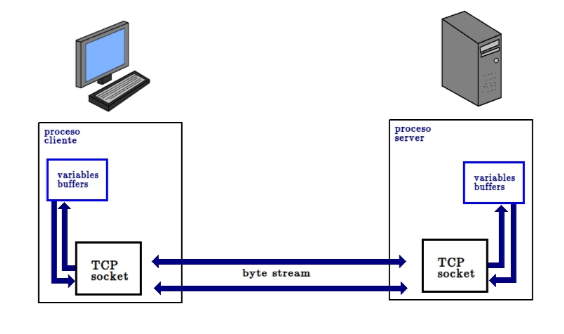 proceso
cliente
variables
buffers
TCP
socket
byte stream
proceso
server
variables
buffers
TCP
socket